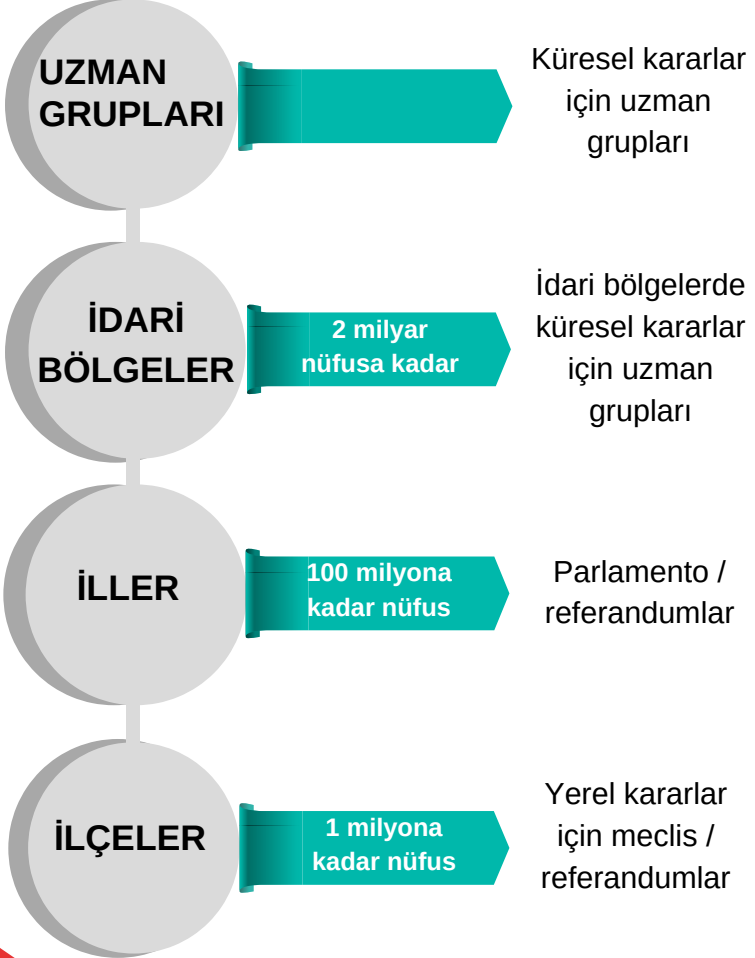 UZMAN
GRUPLARI
Küresel kararlar
için uzman
grupları
İDARİ
BÖLGELER
2 milyar
nüfusa kadar
İdari bölgelerde
küresel kararlar
için uzman
grupları
İLLER
100 milyona
kadar nüfus
Parlamento /
referandumlar
İLÇELER
1 milyona
kadar nüfus
Yerel kararlar
için meclis /
referandumlar